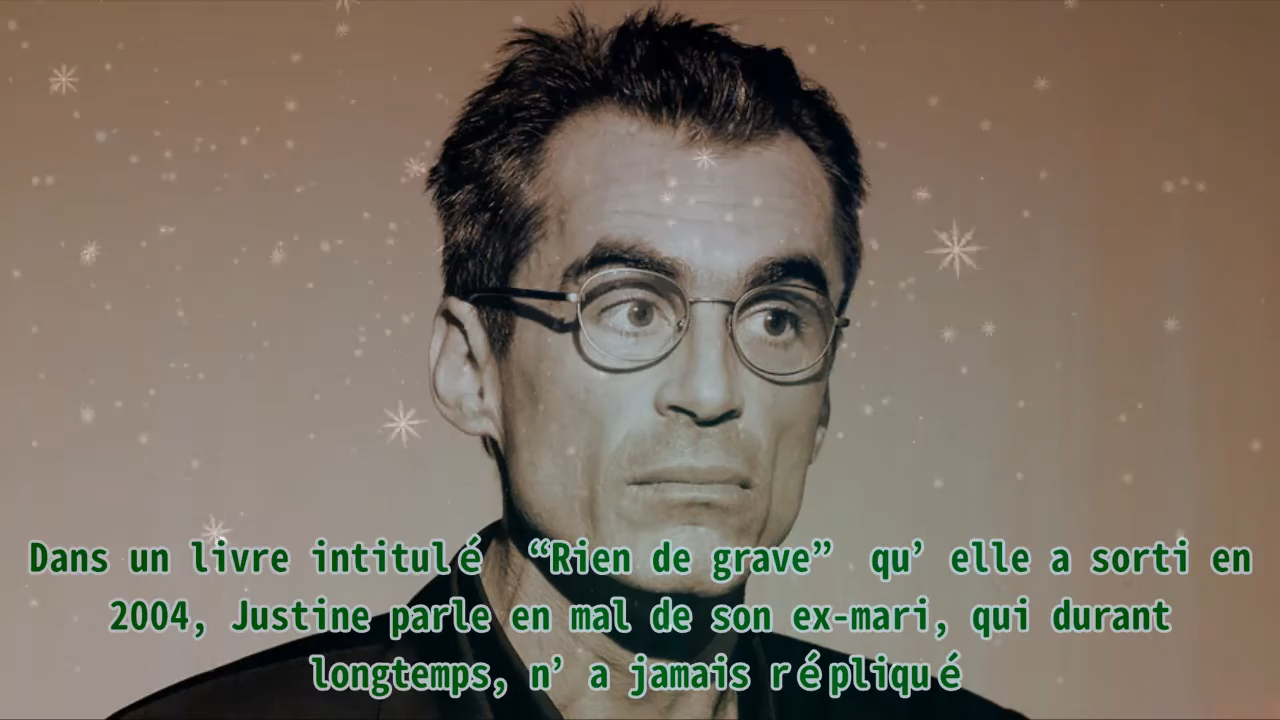 Dans un livre intitulé “Rien de grave” qu’ elle a sorti en
2004, Justine parle en mal de son ex-mari, qui durant
longtemps, n’ a jamais répliqué